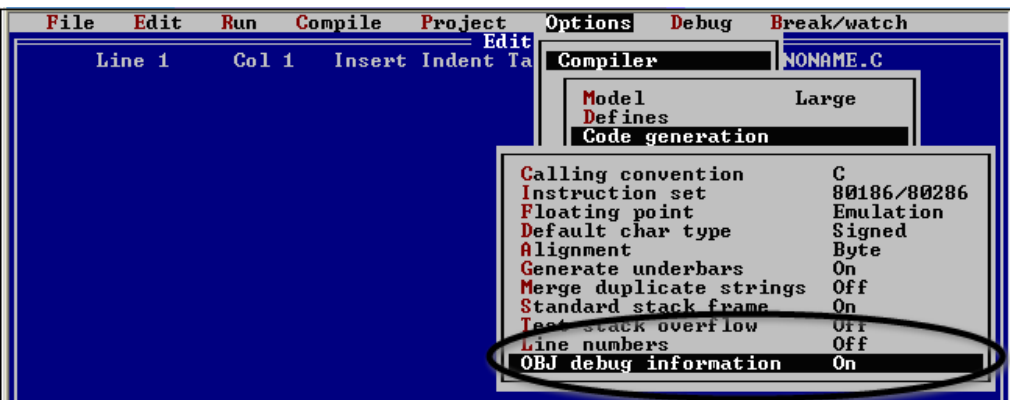 File Edit Run Compile Project Options Debug Break/watch
Edit
Line 1 Col 1 Insert Indent Ta Compiler NONAME.C
Model Large
Defines
Code generation
Calling convention C
Instruction set 80186/80286
Floating point Emulation
Default char type Signed
Alignment Byte
Generate underbars On
Merge duplicate strings Off
Standard stack frame On
Test stack overflow Off
Line numbers Off
OBJ debug information On